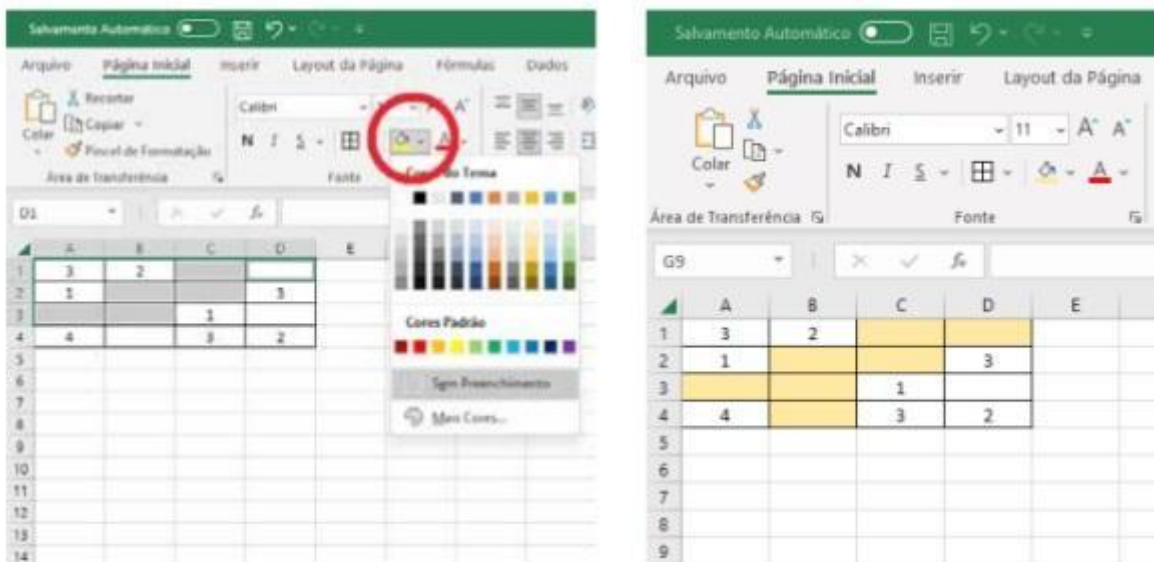 Salvamento Automático
Arquivo Página Inicial Inserir Layout da Página Fórmulas Dados
Recortar
Copiar
Colar
Pincel de Formatação
Calibri
A
N I S
A
Área de Transferência Fonte
Cores do Tema
D1 fx
A B C D E
1 3 2
2 1 3
3 1
4 4 3 2
5
6
7
8
9
10
11
12
13
14
Cores Padrão
Sem Preenchimento
Mais Cores...
Salvamento Automático
Arquivo Página Inicial Inserir Layout da Página
Colar
Calibri 11 A A
N I S A
Área de Transferência Fonte
G9 fx
A B C D E
1 3 2
2 1 3
3 1
4 4 3 2
5
6
7
8
9